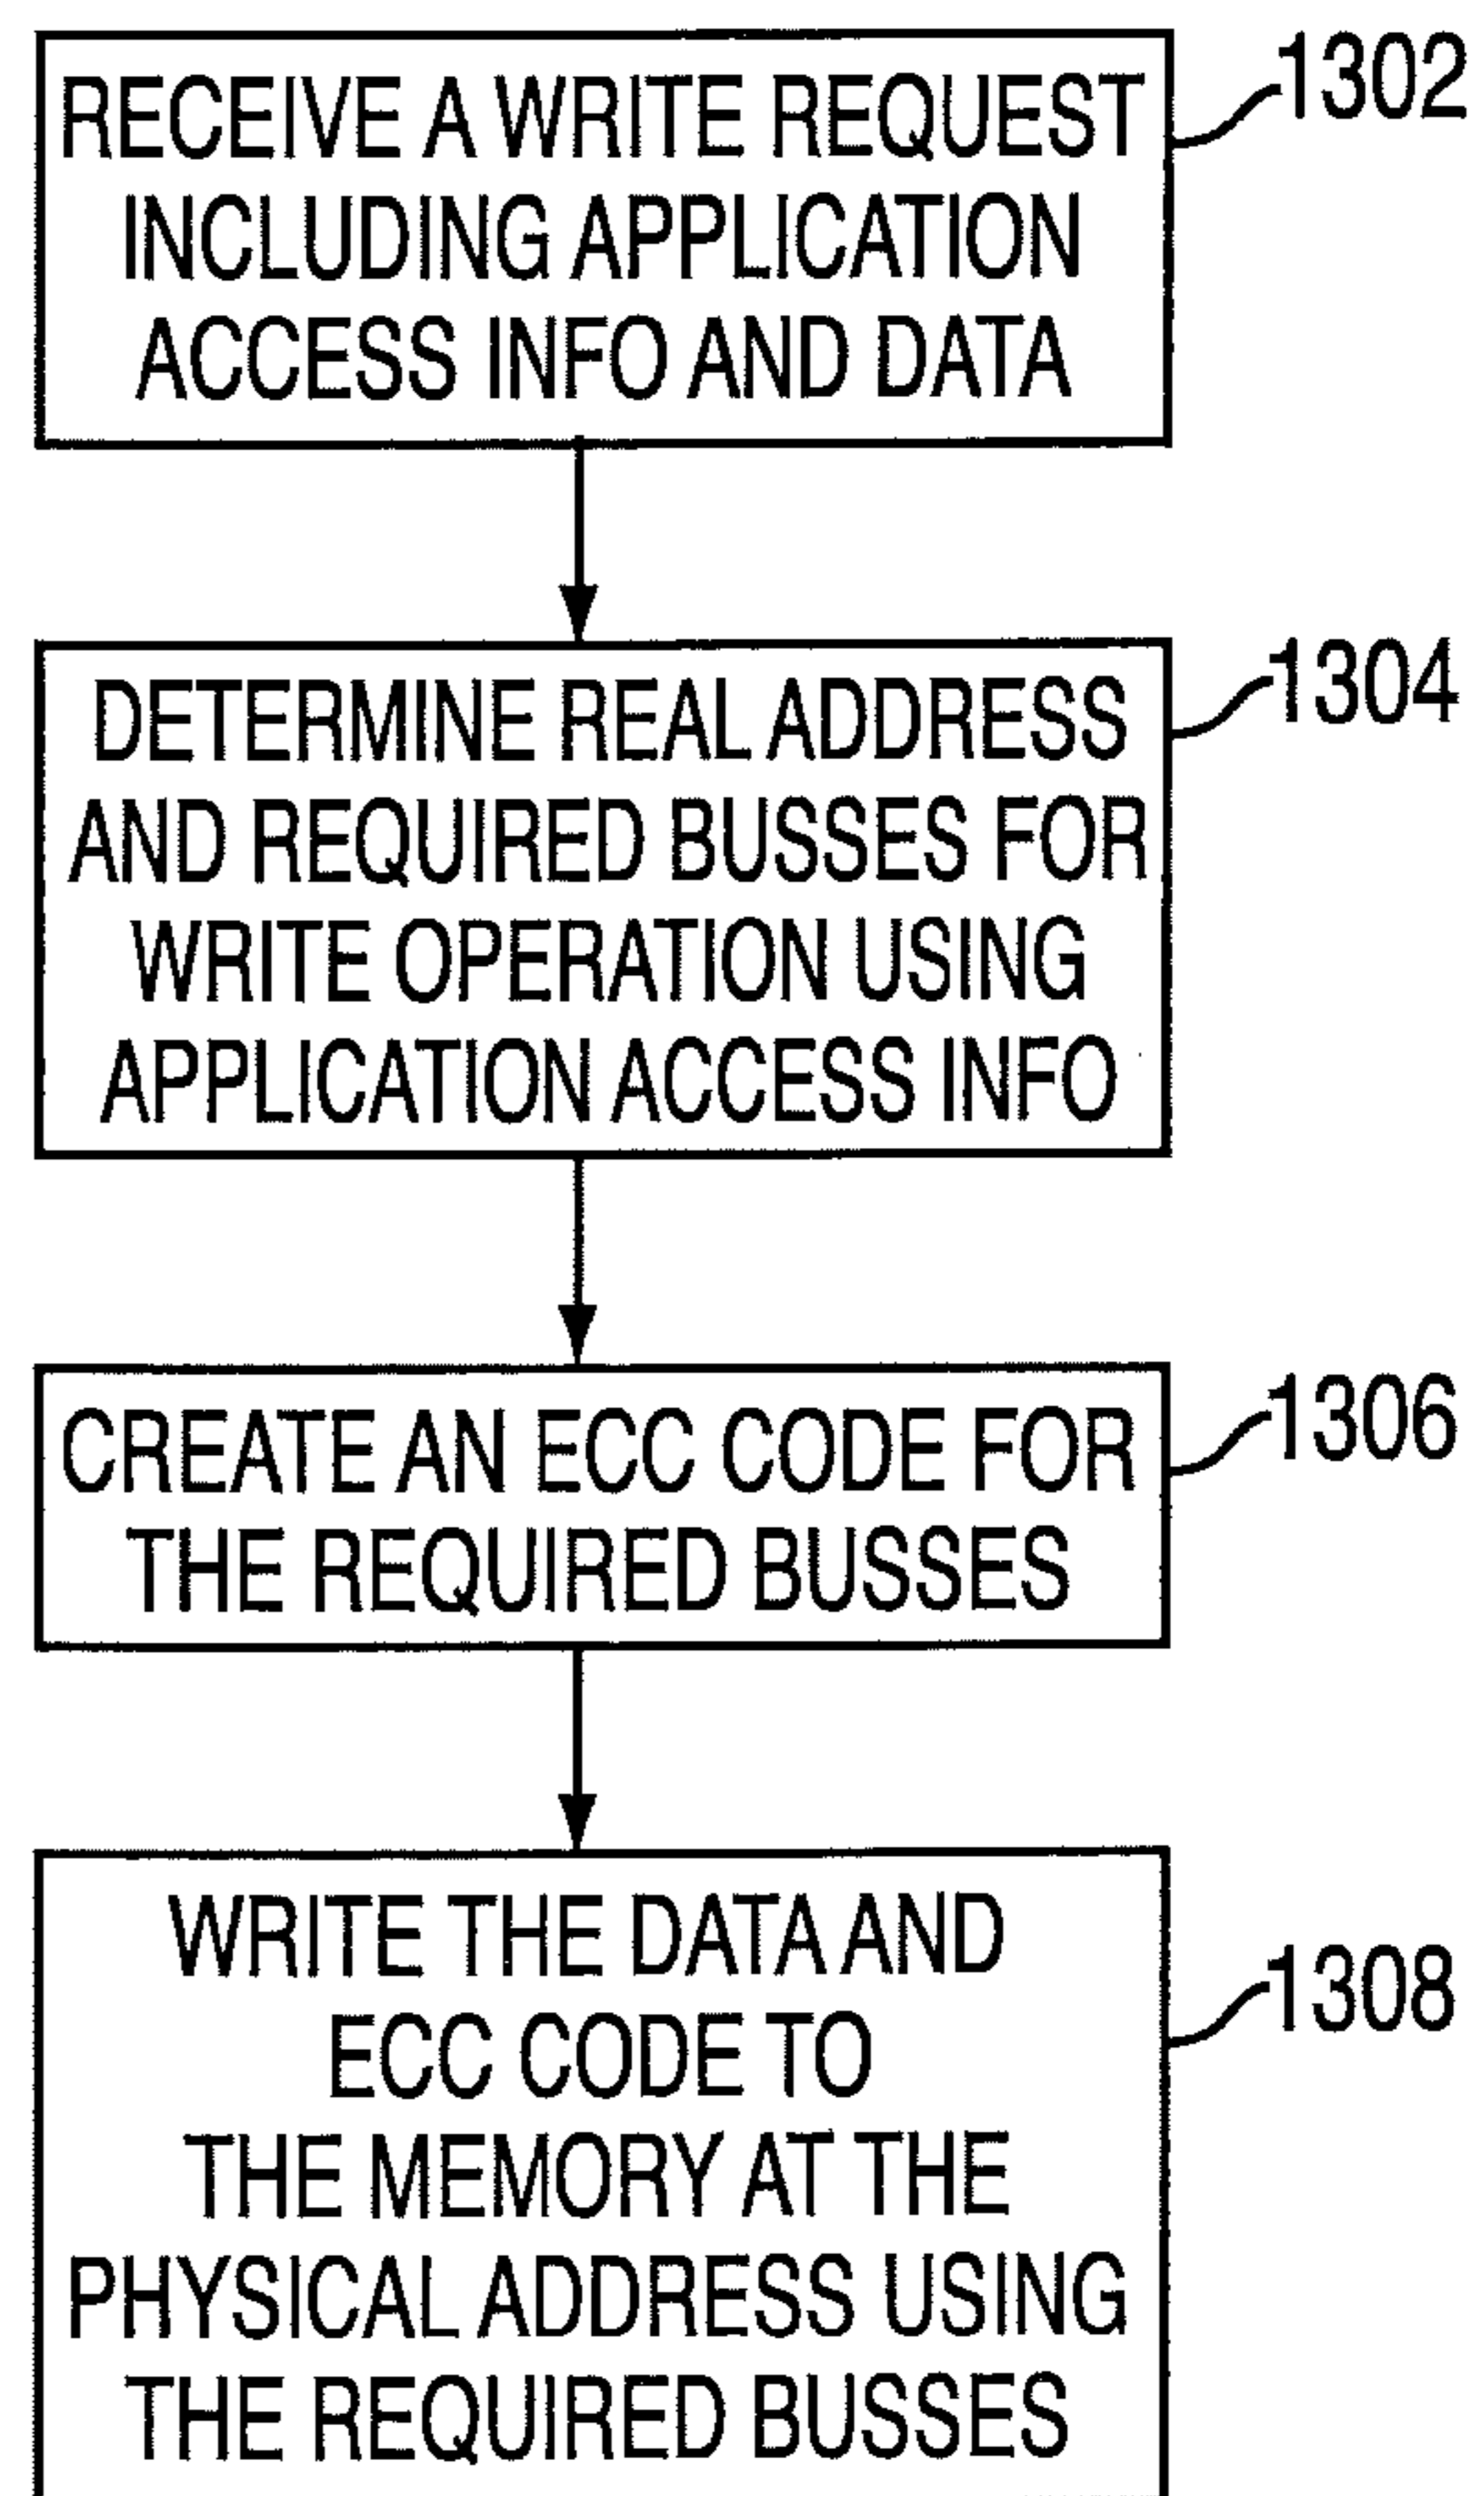 RECEIVE A WRITE REQUEST
INCLUDING APPLICATION
ACCESS INFO AND DATA
1302
DETERMINE REAL ADDRESS
AND REQUIRED BUSSES FOR
WRITE OPERATION USING
APPLICATION ACCESS INFO
1304
CREATE AN ECC CODE FOR
THE REQUIRED BUSSES
1306
WRITE THE DATA AND
ECC CODE TO
THE MEMORY AT THE
PHYSICAL ADDRESS USING
THE REQUIRED BUSSES
1308